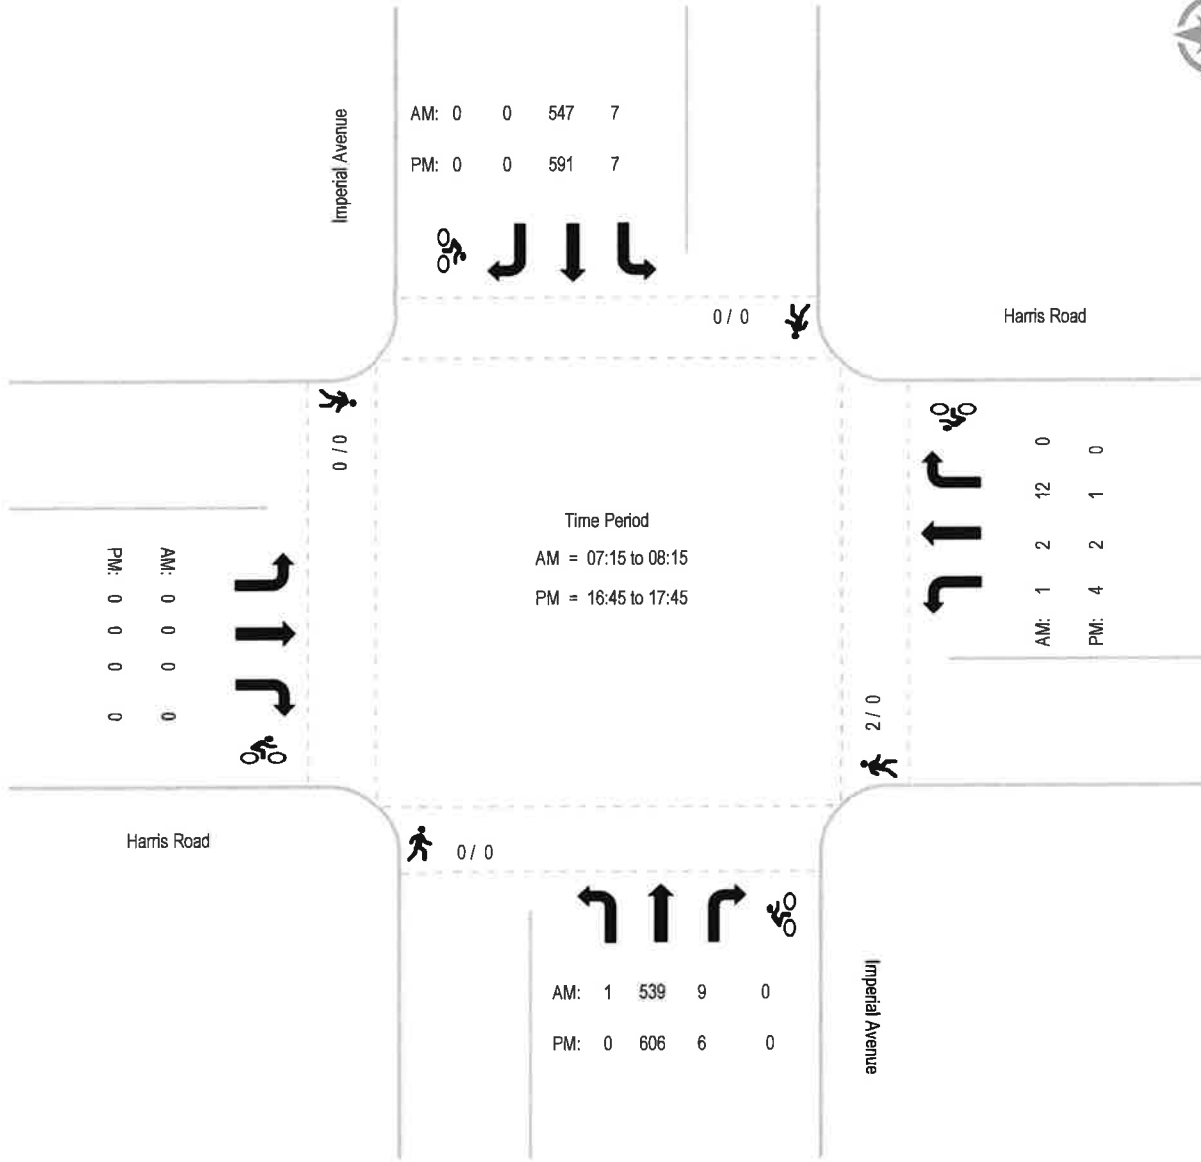 Imperial Avenue
AM: 0 0 547 7
PM: 0 0 591 7
0 / 0
Harris Road
0 / 0
AM: 1 2 12 0
PM: 4 2 1 0
Time Period
AM = 07:15 to 08:15
PM = 16:45 to 17:45
AM: 0 0 0 0
PM: 0 0 0 0
2 / 0
Harris Road
0 / 0
AM: 1 539 9 0
PM: 0 606 6 0
Imperial Avenue